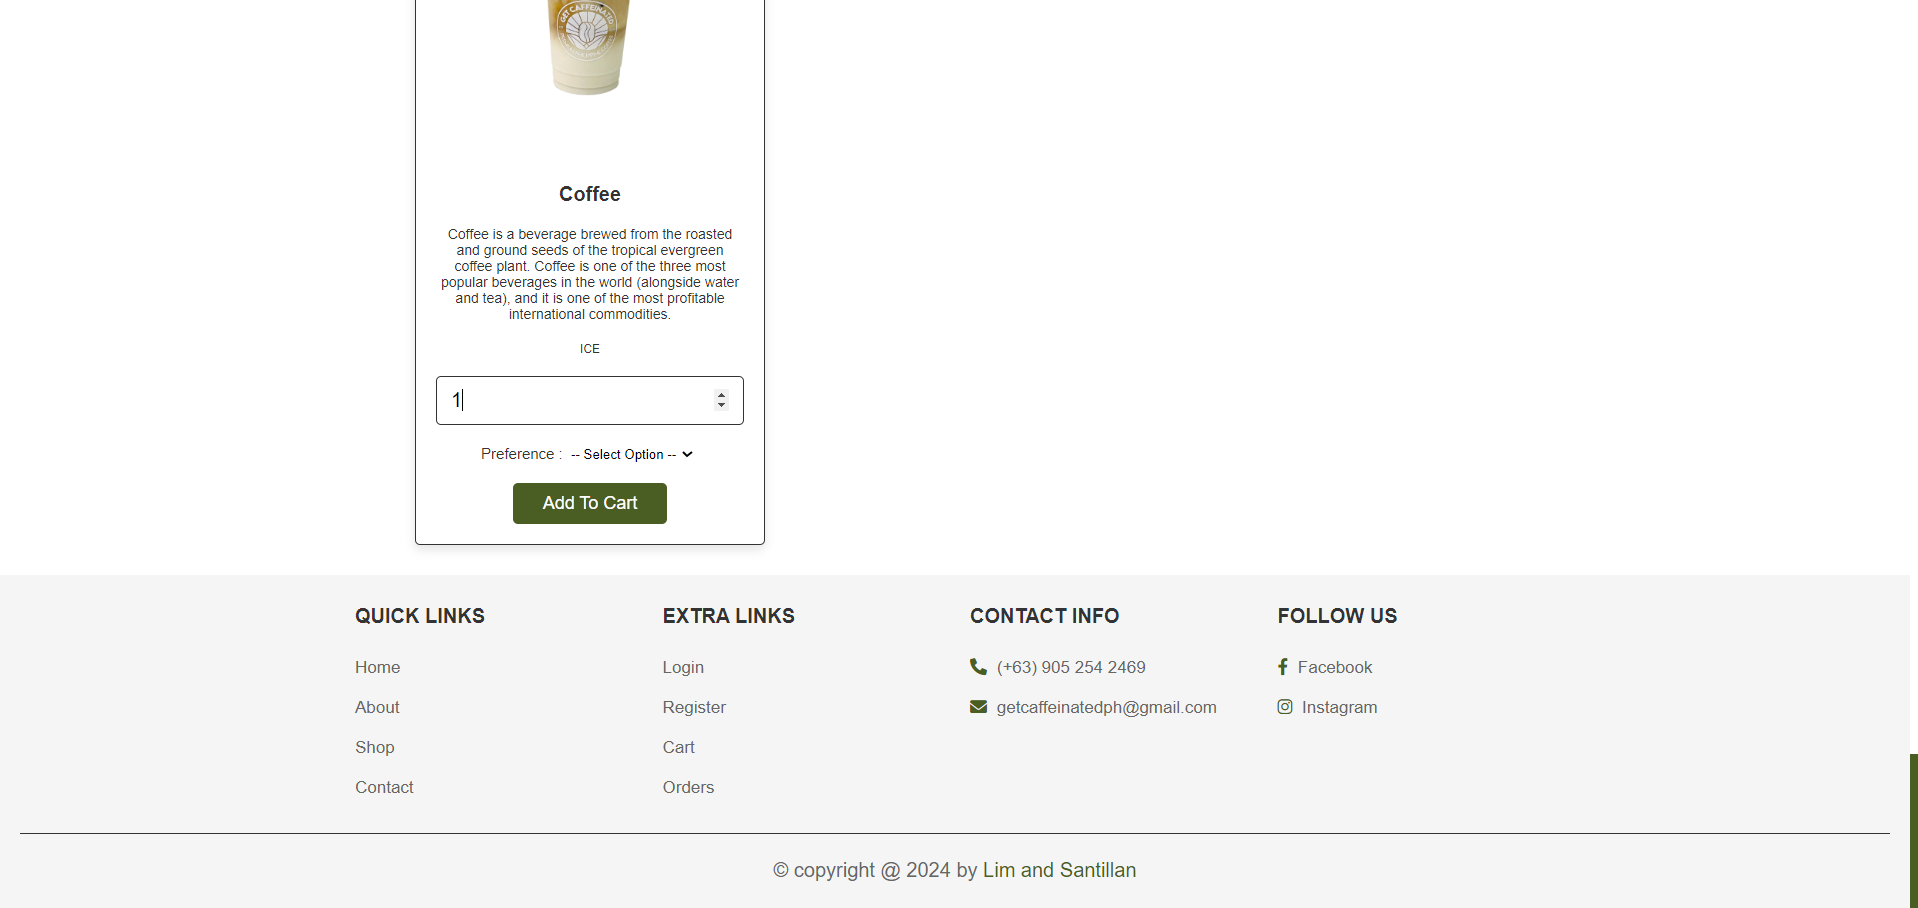 GET CAFFEINATED
Coffee
Coffee is a beverage brewed from the roasted
and ground seeds of the tropical evergreen
coffee plant. Coffee is one of the three most
popular beverages in the world (alongside water
and tea), and it is one of the most profitable
international commodities.
ICE
1
Preference : -- Select Option --
Add To Cart
QUICK LINKS
Home
About
Shop
Contact
EXTRA LINKS
Login
Register
Cart
Orders
CONTACT INFO
(+63) 905 254 2469
getcaffeinatedph@gmail.com
FOLLOW US
Facebook
Instagram
© copyright @ 2024 by Lim and Santillan